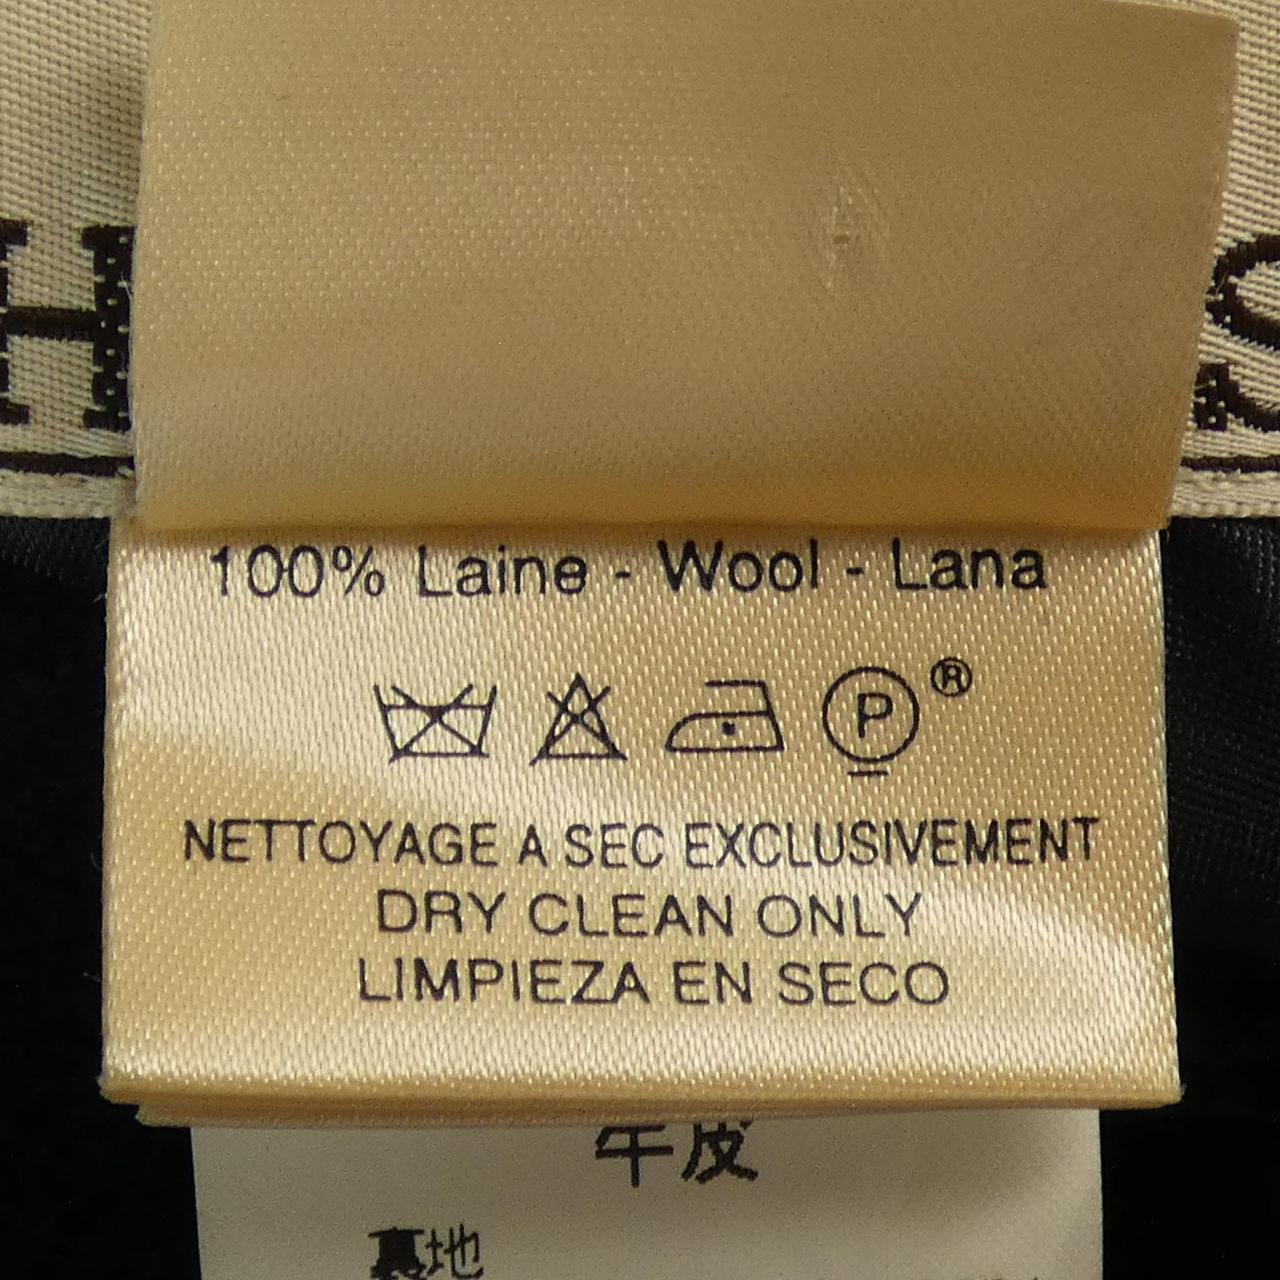 100% Laine - Wool - Lana
P ®
NETTOYAGE A SEC EXCLUSIVEMENT
DRY CLEAN ONLY
LIMPIEZA EN SECO
牛皮
裏地